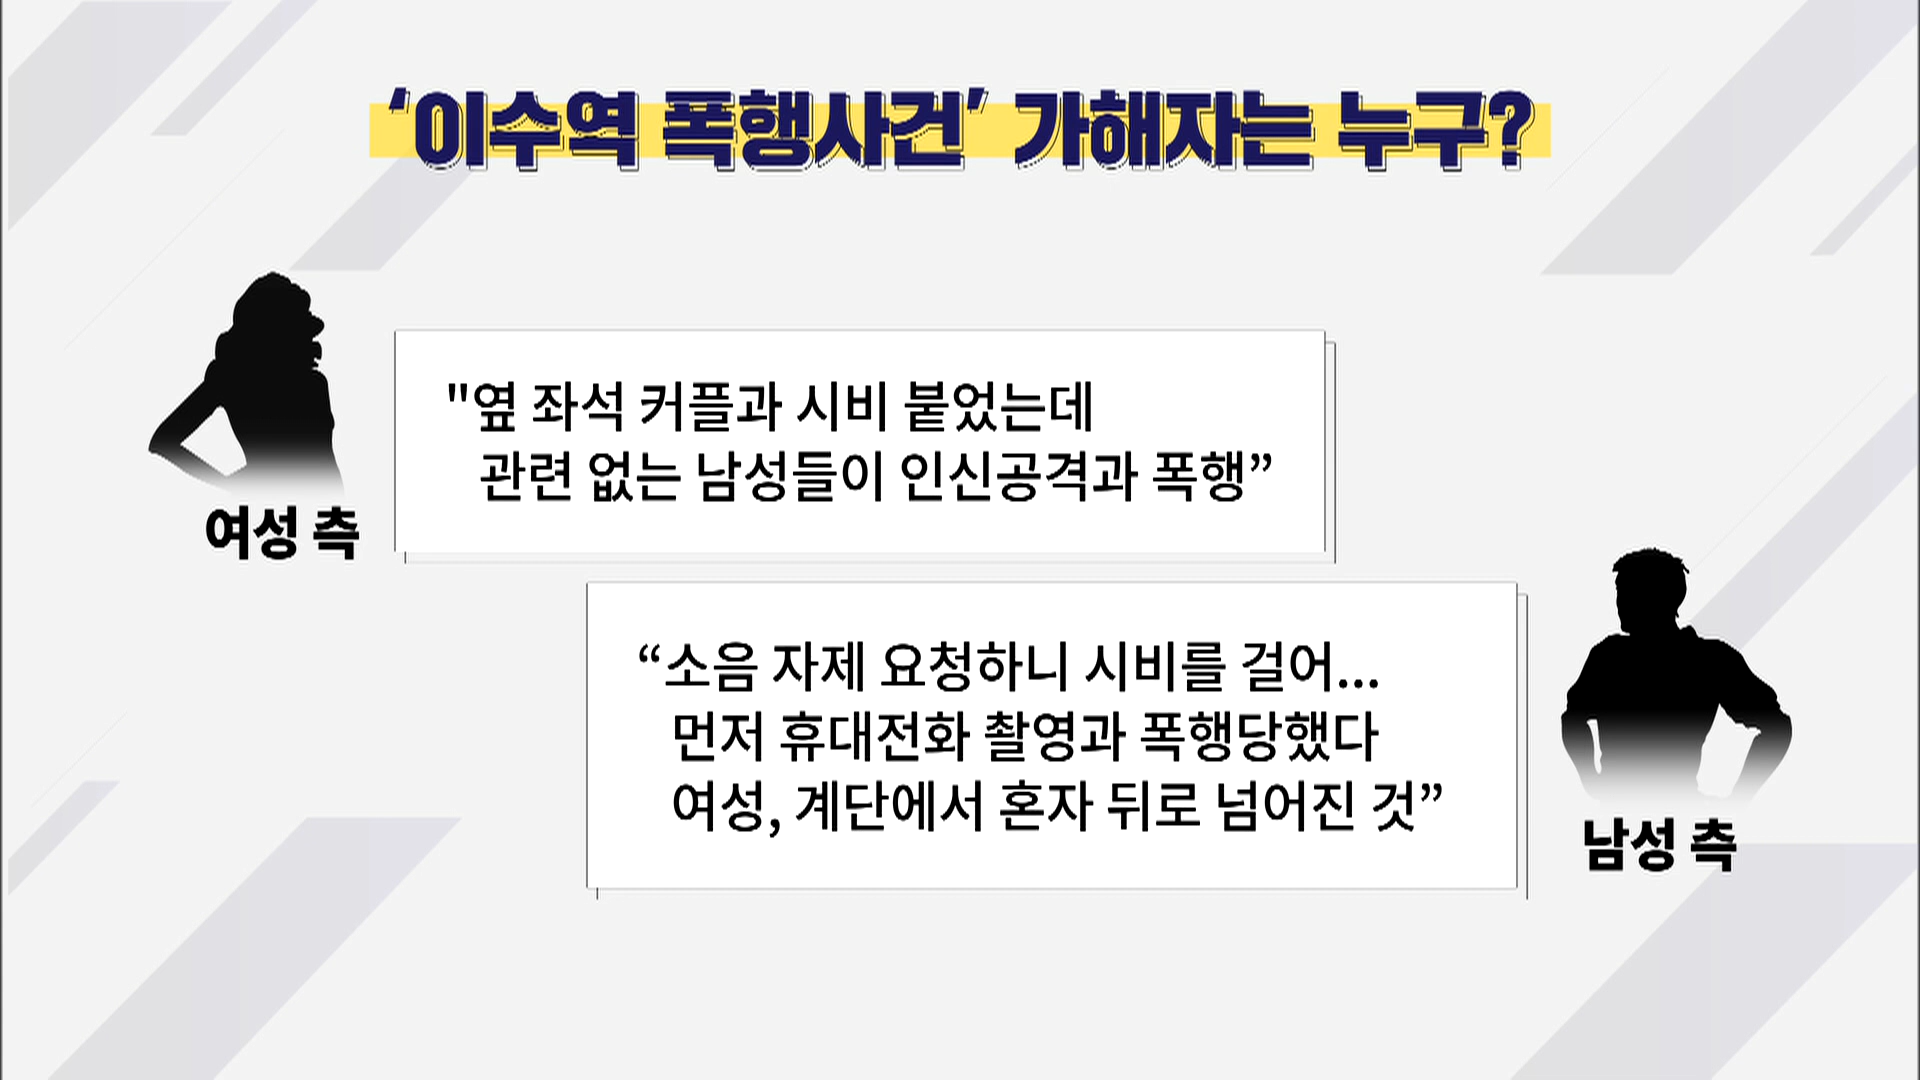 ‘이수역 폭행사건’ 가해자는 누구?
"옆 좌석 커플과 시비 붙었는데
관련 없는 남성들이 인신공격과 폭행”
여성 측
“소음 자제 요청하니 시비를 걸어...
먼저 휴대전화 촬영과 폭행당했다
여성, 계단에서 혼자 뒤로 넘어진 것”
남성 측